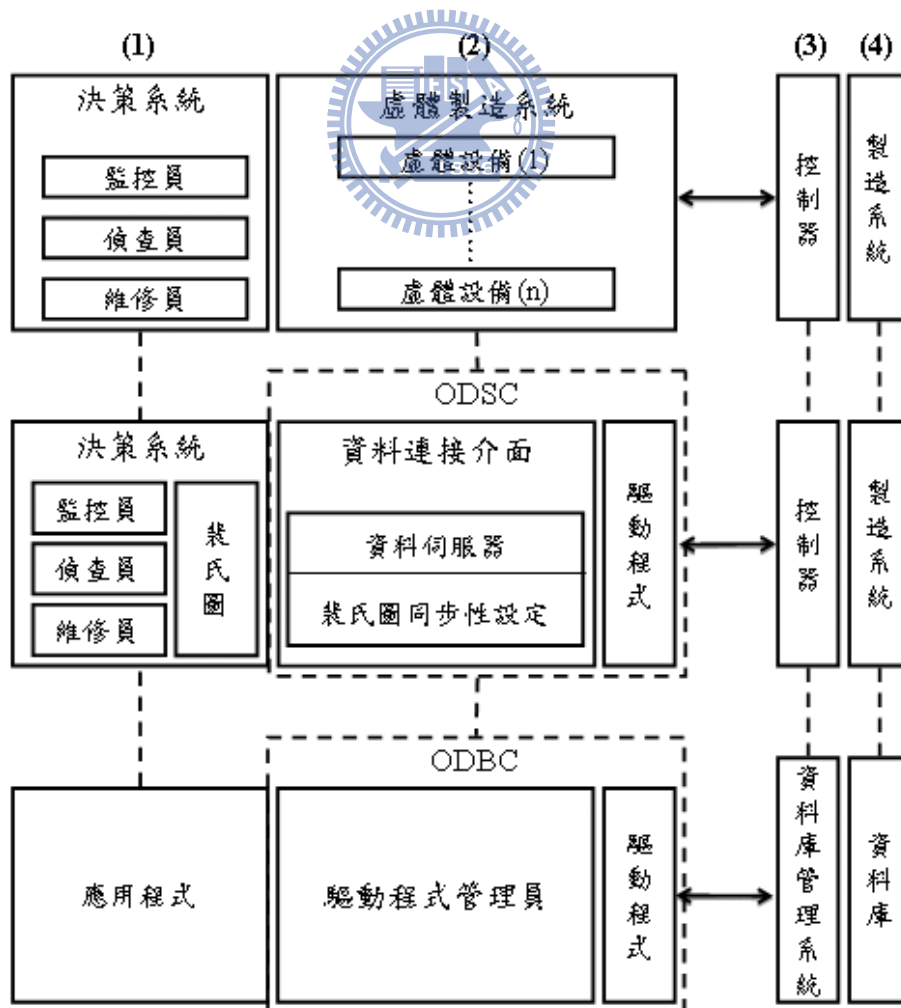 (1)
(2)
(3)
(4)
決策系統
監控員
偵查員
維修員
虛體製造系統
虛體設備(1)
虛體設備(n)
控制器
製造系統
ODSC
決策系統
監控員
偵查員
維修員
裴氏圖
資料連接介面
資料伺服器
裴氏圖同步性設定
驅動程式
控制器
製造系統
ODBC
應用程式
驅動程式管理員
驅動程式
資料庫管理系統
資料庫